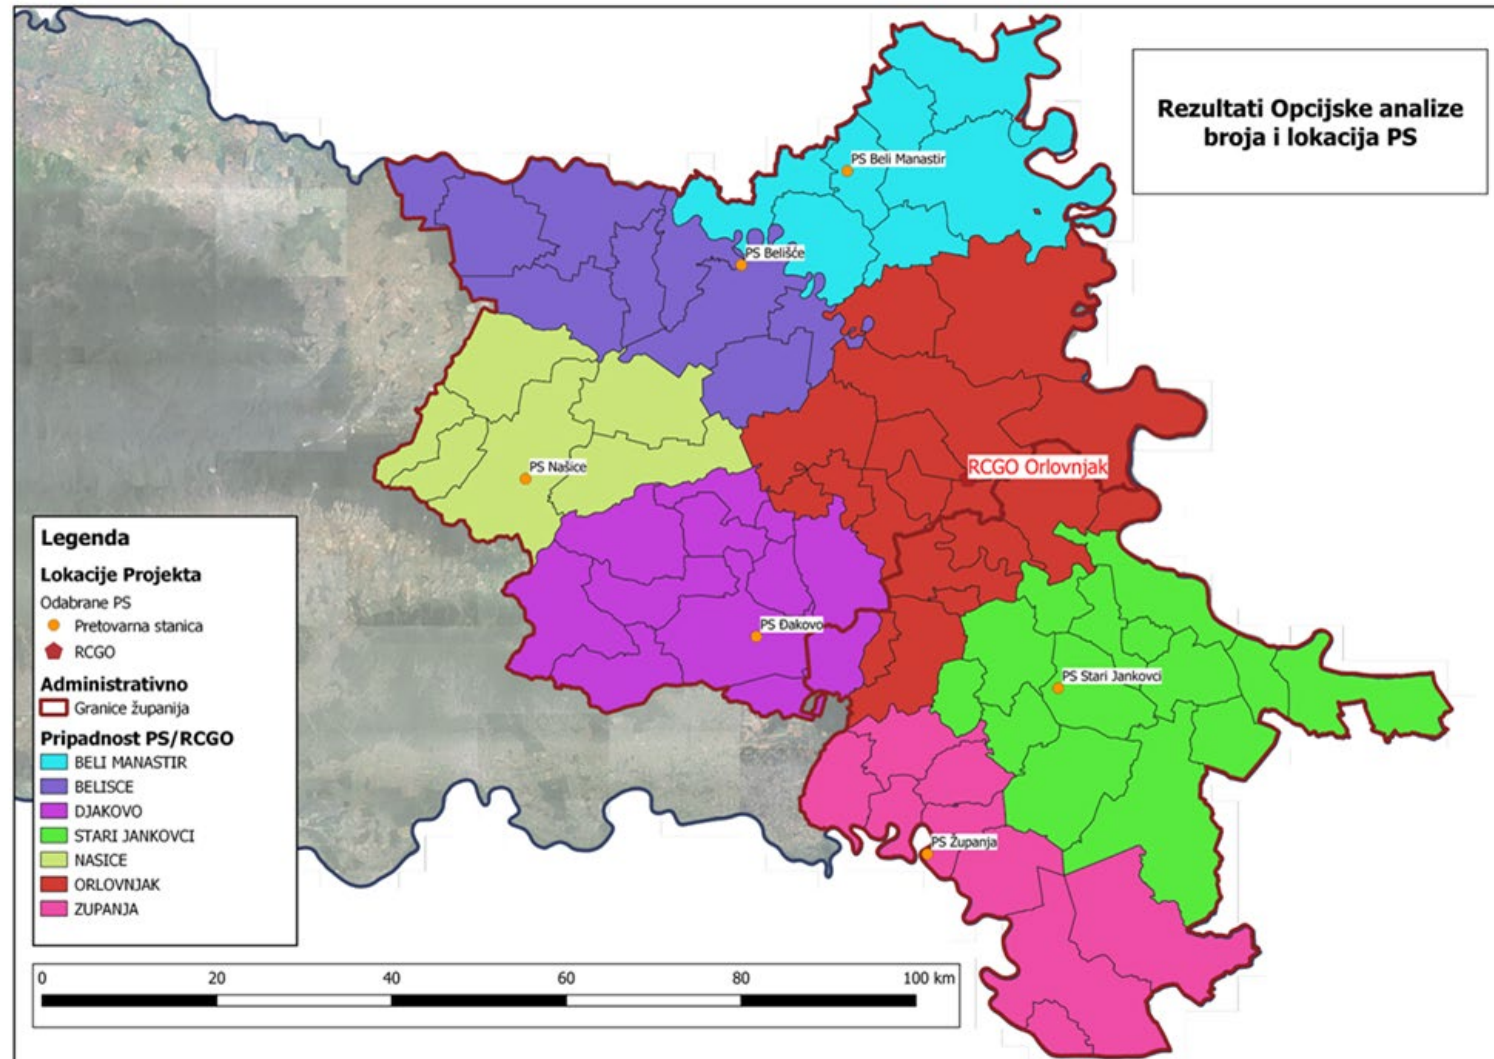 Rezultati Opcijske analize
broja i lokacija PS
PS Beli Manastir
PS Belišće
PS Našice
RCGO Orlovnjak
PS Đakovo
PS Stari Jankovci
PS Županja
Legenda
Lokacije Projekta
Odabrane PS
Pretovarna stanica
RCGO
Administrativno
Granice županija
Pripadnost PS/RCGO
BELI MANASTIR
BELISCE
DJAKOVO
STARI JANKOVCI
NASICE
ORLOVNJAK
ZUPANJA
0 20 40 60 80 100 km